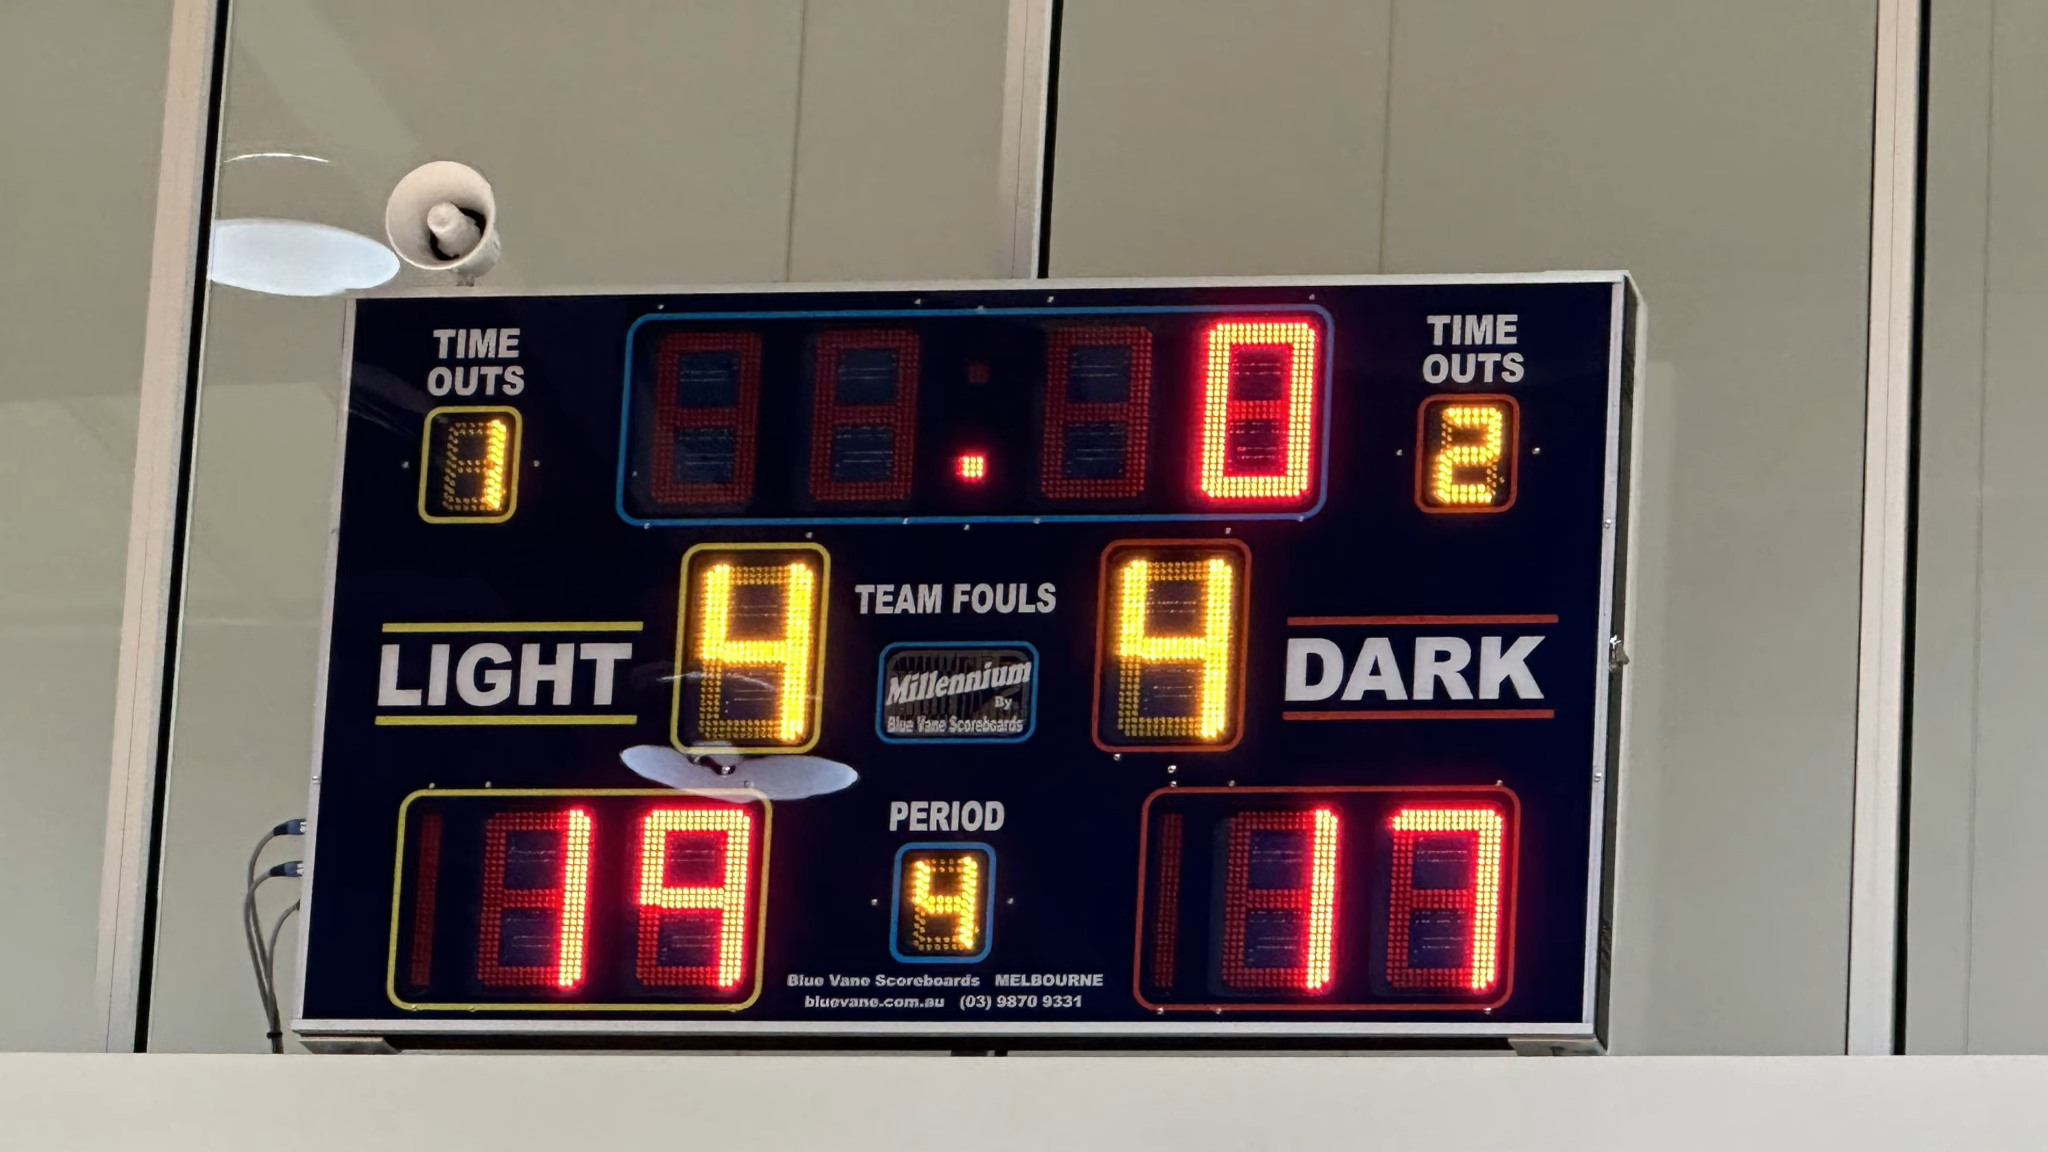 TIME
OUTS
1
.0
TIME
OUTS
2
4
TEAM FOULS
4
LIGHT
Millennium
By
Blue Vane Scoreboards
DARK
19
PERIOD
4
17
Blue Vane Scoreboards MELBOURNE
bluevane.com.au (03) 9870 9331